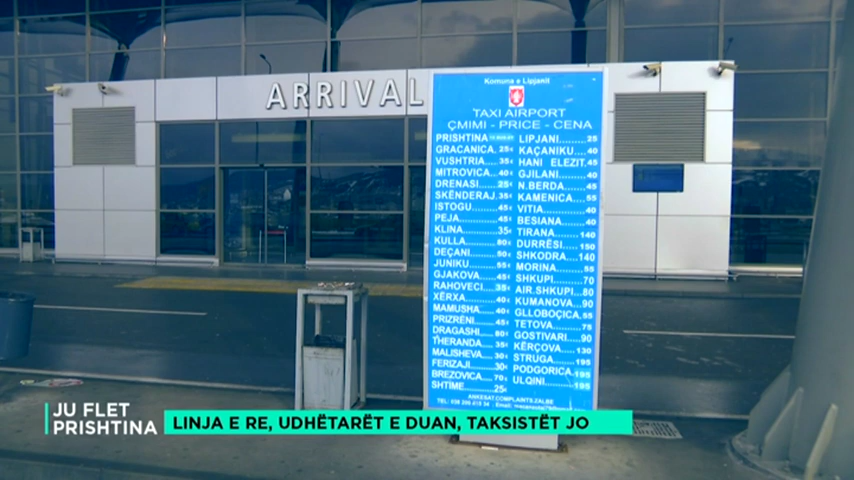 ARRIVAL
Komuna e Lipjanit
TAXI AIRPORT
ÇMIMI - PRICE - CENA
PRISHTINA
GRACANICA. 25€
VUSHTRIA.....35€
MITROVICA....40€
DRENASI.......25€
SKËNDERAJ.35€
ISTOGU.......45€
PEJA...........45€
KLINA.........35€
KULLA.........80€
DEÇANI........50€
JUNIKU........55€
GJAKOVA.....45€
RAHOVECI....35€
XËRXA........40€
MAMUSHA....40€
PRIZRENI.....45€
DRAGASHI....80€
THERANDA....35€
MALISHEVA....30€
FERIZAJI.......30€
BREZOVICA...70€
SHTIME........25€
LIPJANI........25
KAÇANIKU....40
HANI ELEZIT.45
GJILANI........40
N.BERDA......45
KAMENICA....55
VITIA...........40
BESIANA.......40
TIRANA........140
DURRËSI......150
SHKODRA....140
MORINA........55
SHKUPI........70
AIR.SHKUPI...80
KUMANOVA...90
GLLOBOÇICA.55
TETOVA........75
GOSTIVARI....90
KËRÇOVA.....130
STRUGA.......195
PODGORICA.195
ULQINI.........195
ANKESAT.COMPLAINTS.ZALBE
JU FLET
PRISHTINA
LINJA E RE, UDHËTARËT E DUAN, TAKSISTËT JO